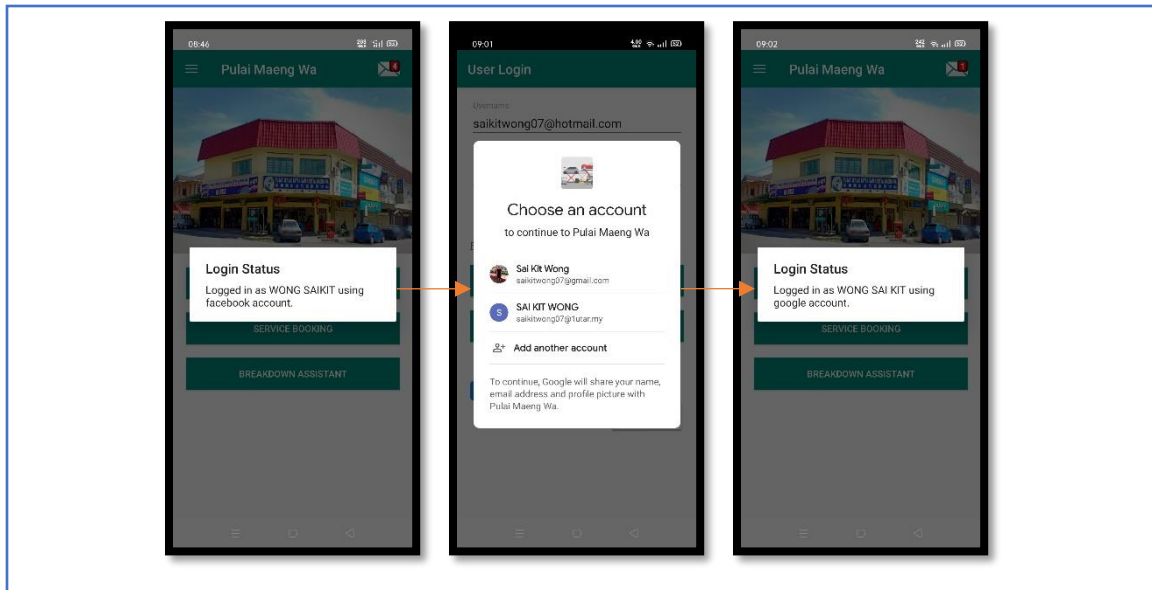 08:46
Pulai Maeng Wa
4
Login Status
Logged in as WONG SAIKIT using
facebook account.
SERVICE BOOKING
BREAKDOWN ASSISTANT
09:01
User Login
Username
saikitwong07@hotmail.com
Choose an account
to continue to Pulai Maeng Wa
Sai Kit Wong
saikitwong07@gmail.com
S
SAI KIT WONG
saikitwong07@1utar.my
Add another account
To continue, Google will share your name,
email address and profile picture with
Pulai Maeng Wa.
09:02
Pulai Maeng Wa
1
Login Status
Logged in as WONG SAI KIT using
google account.
SERVICE BOOKING
BREAKDOWN ASSISTANT